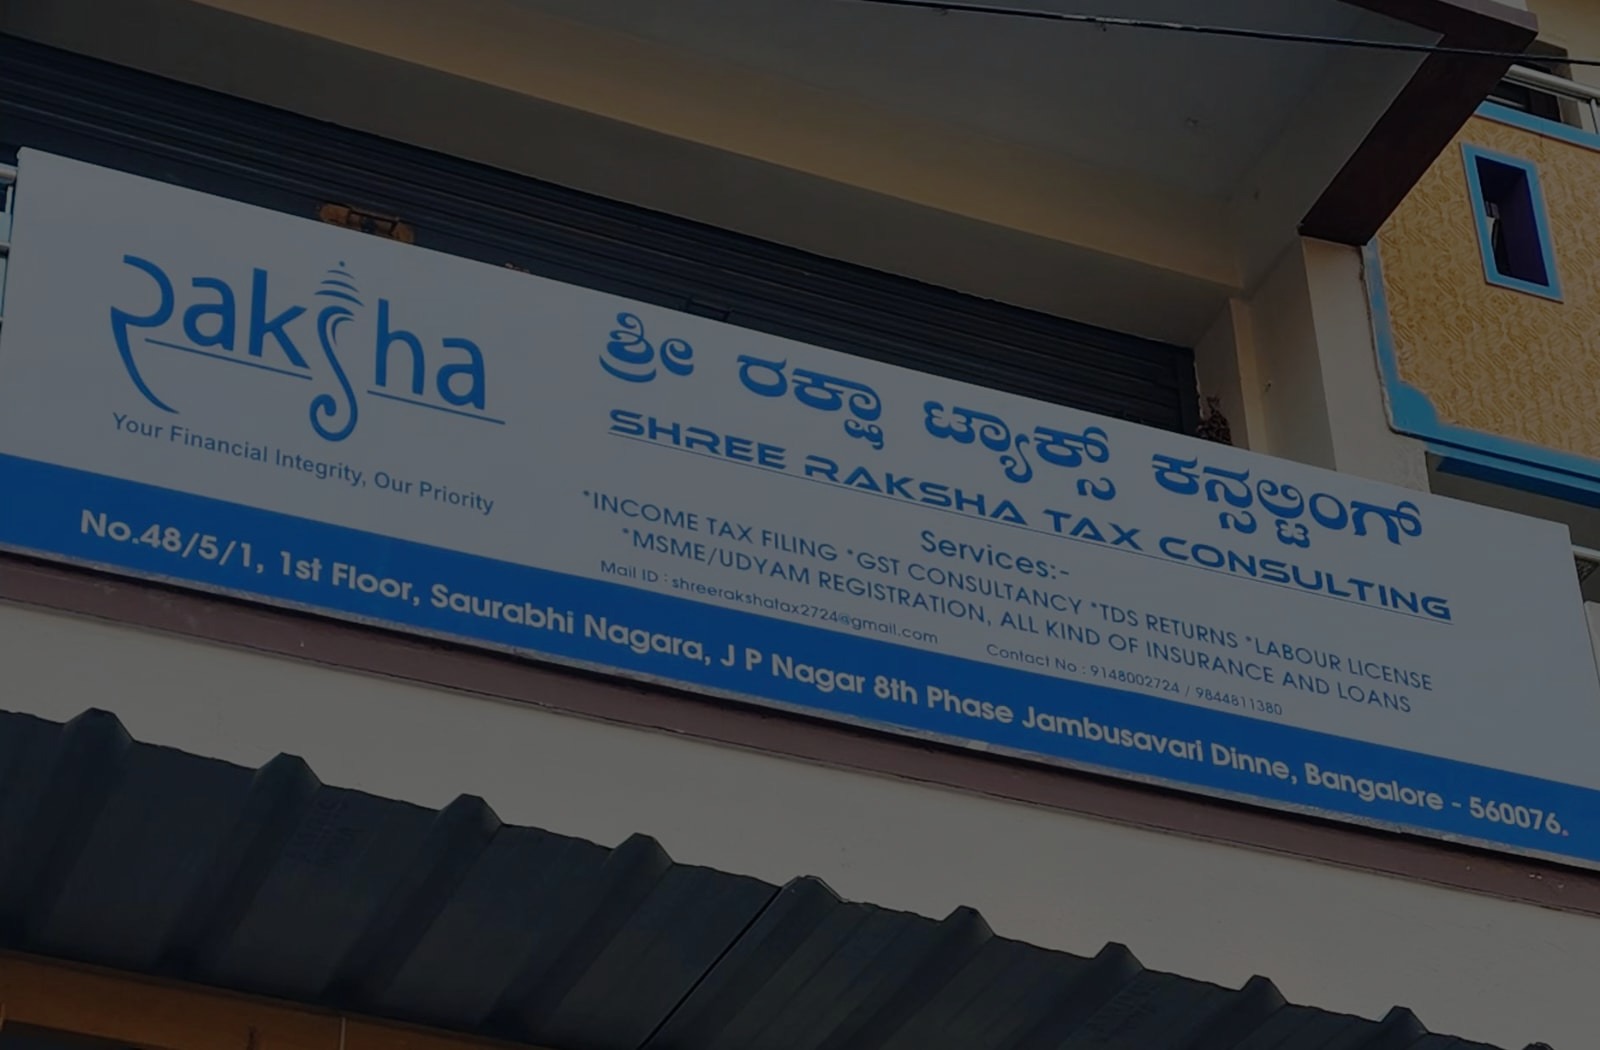 Raksha
Your Financial Integrity, Our Priority
ಶ್ರೀ ರಕ್ಷಾ ಟ್ಯಾಕ್ಸ್ ಕನ್ಸಲ್ಟಿಂಗ್
SHREE RAKSHA TAX CONSULTING
Services:-
*INCOME TAX FILING *GST CONSULTANCY *TDS RETURNS *LABOUR LICENSE
*MSME/UDYAM REGISTRATION, ALL KIND OF INSURANCE AND LOANS
Mail ID : shreerakshatax2724@gmail.com Contact No : 9148002724 / 9844811380
No.48/5/1, 1st Floor, Saurabhi Nagara, J P Nagar 8th Phase Jambusavari Dinne, Bangalore - 560076.